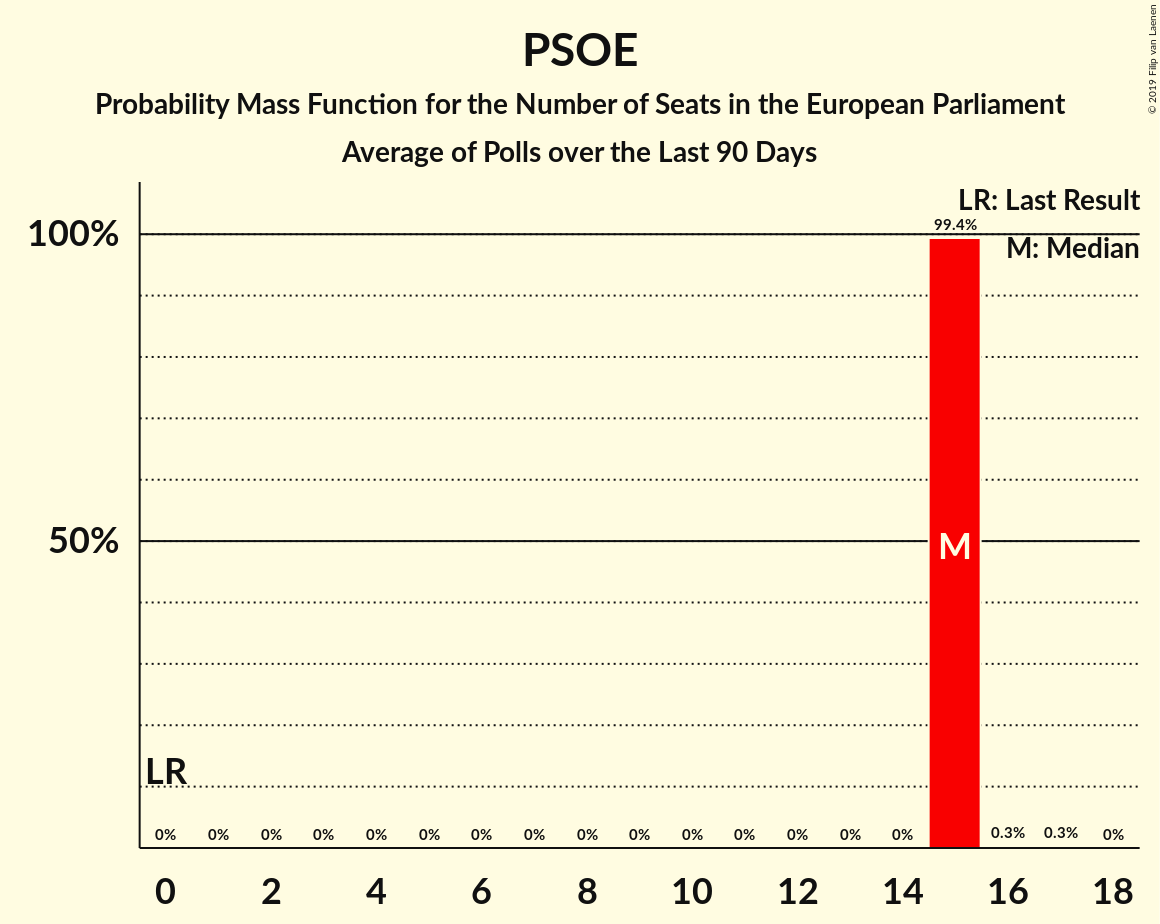 PSOE
Probability Mass Function for the Number of Seats in the European Parliament
Average of Polls over the Last 90 Days
© 2019 Filip van Laenen
LR: Last Result
M: Median
100%
50%
99.4%
M
LR
0% 0% 0% 0% 0% 0% 0% 0% 0% 0% 0% 0% 0% 0% 0% 0.3% 0.3% 0%
0 2 4 6 8 10 12 14 16 18